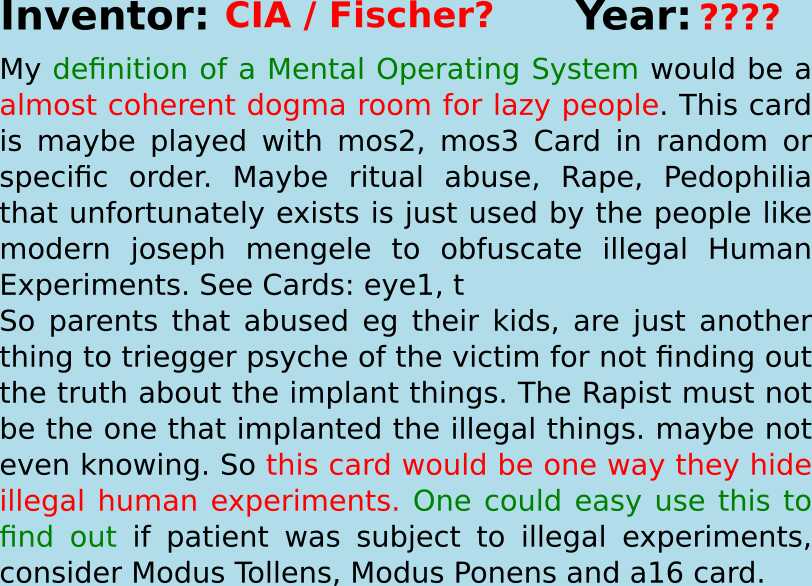 Inventor: CIA / Fischer? Year: ????
My definition of a Mental Operating System would be a
almost coherent dogma room for lazy people. This card
is maybe played with mos2, mos3 Card in random or
specific order. Maybe ritual abuse, Rape, Pedophilia
that unfortunately exists is just used by the people like
modern joseph mengele to obfuscate illegal Human
Experiments. See Cards: eye1, t
So parents that abused eg their kids, are just another
thing to triegger psyche of the victim for not finding out
the truth about the implant things. The Rapist must not
be the one that implanted the illegal things. maybe not
even knowing. So this card would be one way they hide
illegal human experiments. One could easy use this to
find out if patient was subject to illegal experiments,
consider Modus Tollens, Modus Ponens and a16 card.